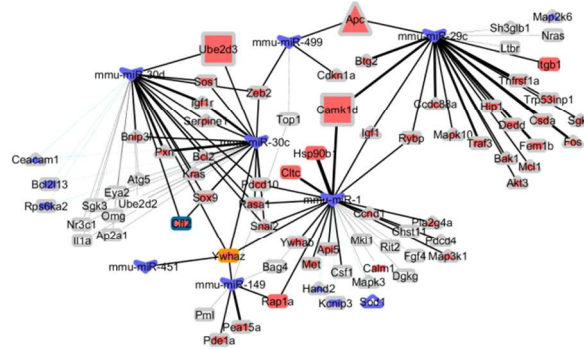 Apc
Map2k6
mmu-miR-29c
Sh3glb1
Nras
mmu-miR-499
Ube2d3
Ltbr
Btg2
Itgb1
mmu-miR-30d
Cdkn1a
Sos1
Tnfrsf1a
Zeb2
Trp53inp1
Igf1r
Camk1d
Ccdc88a
Hip1
Csda
Serpine1
Top1
Dedd
Bnip3l
Igf1
Rybp
Mapk10
Traf3
Fem1b
Fos
mmu-miR-30c
Pxn
Bcl2
Hsp90b1
Bak1
Ceacam1
Mcl1
Kras
Cltc
Akt3
Bcl2l13
Atg5
Pdcd10
Eya2
Sox9
Rasa1
mmu-miR-1
Rps6ka2
Sgk3
Ube2d2
Ccnd1
Omg
Pla2g4a
Nr3c1
Snai2
Chst11
Il1a
Ap2a1
Ywhab
Mki1
Rit2
Pdcd4
Api5
Fgf4
Map3k1
Ywhaz
mmu-miR-451
Bag4
Met
Csf1
Calm1
Dgkg
mmu-miR-149
Hand2
Mapk3
Rap1a
Kcnip3
Sod1
Pml
Pea15a
Pde1a